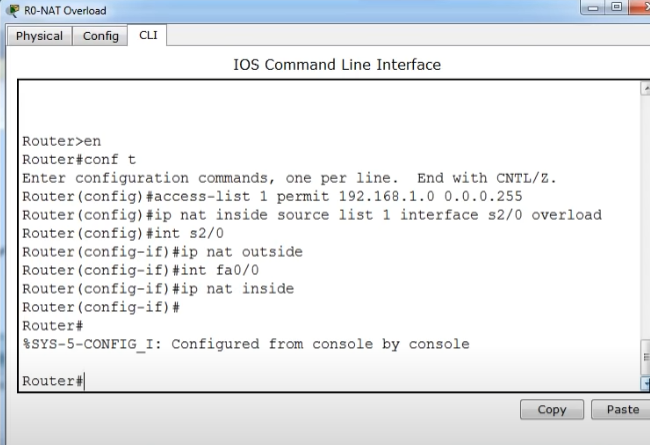 R0-NAT Overload
Physical Config CLI
IOS Command Line Interface
Router>en
Router#conf t
Enter configuration commands, one per line.  End with CNTL/Z.
Router(config)#access-list 1 permit 192.168.1.0 0.0.0.255
Router(config)#ip nat inside source list 1 interface s2/0 overload
Router(config)#int s2/0
Router(config-if)#ip nat outside
Router(config-if)#int fa0/0
Router(config-if)#ip nat inside
Router(config-if)#
Router#
%SYS-5-CONFIG_I: Configured from console by console
Router#
Copy Paste